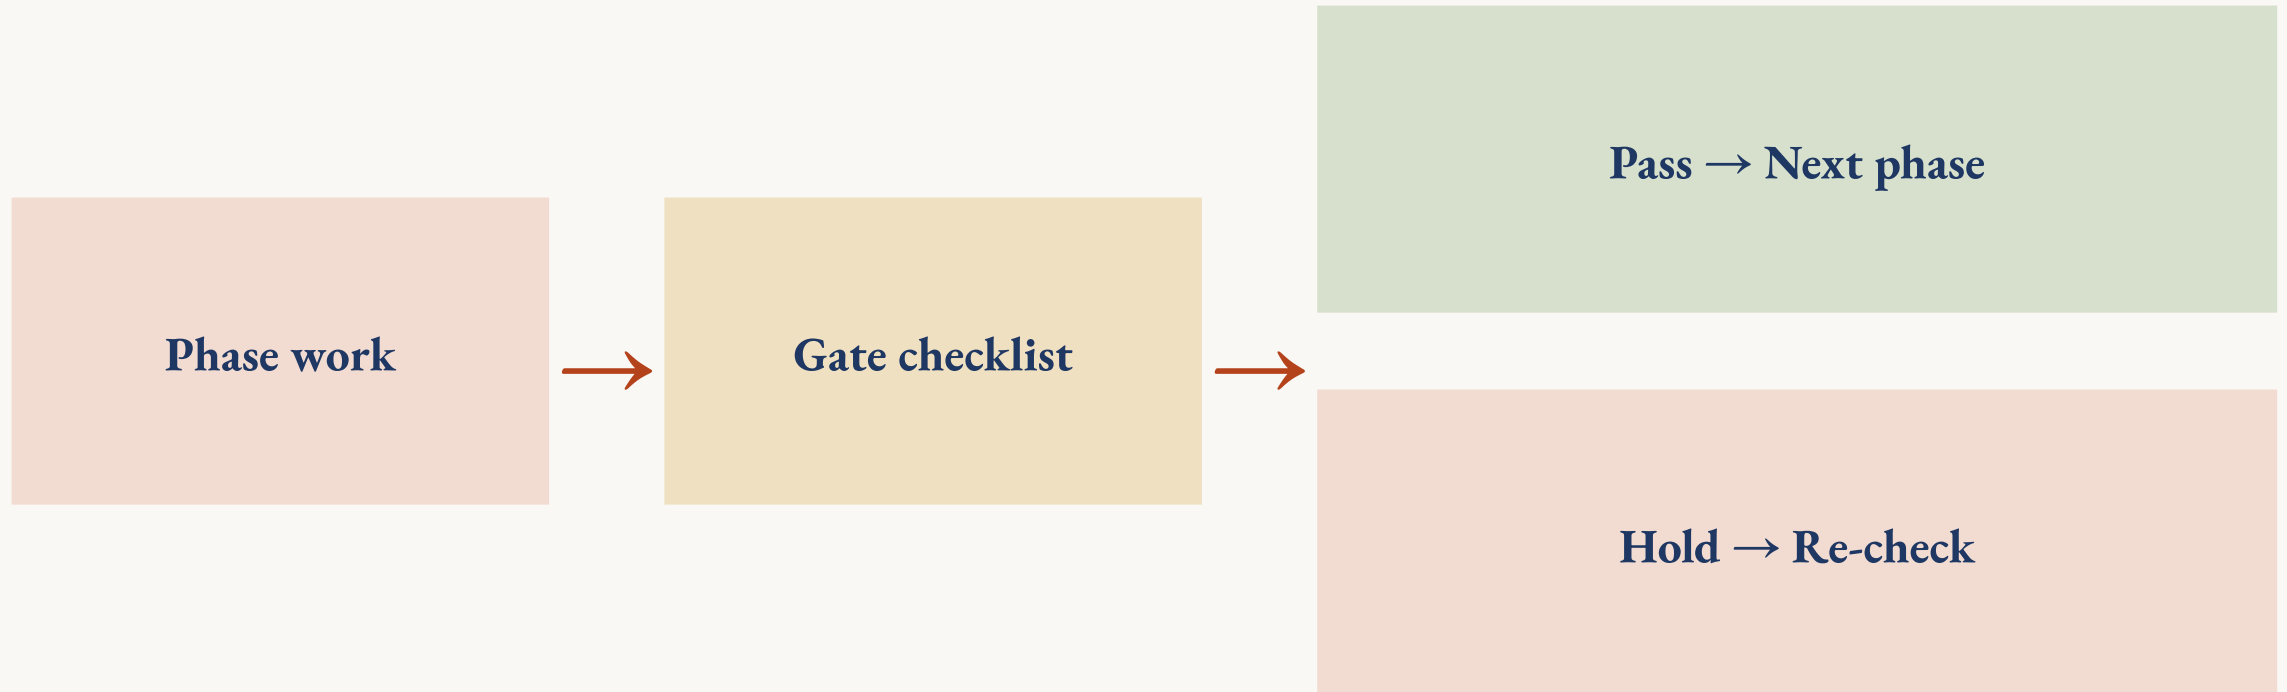 Phase work
Gate checklist
Pass → Next phase
Hold → Re-check